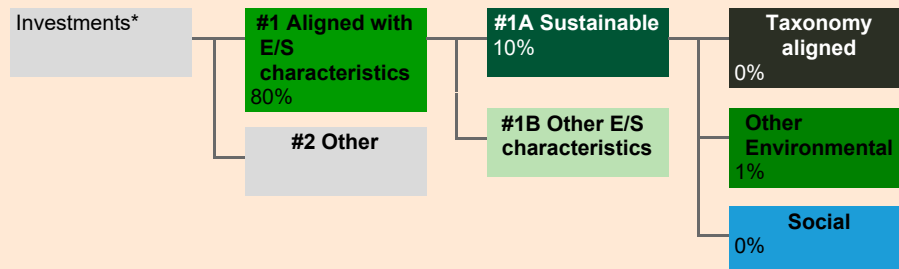 Investments*
#1 Aligned with
E/S
characteristics
80%
#2 Other
#1A Sustainable
10%
#1B Other E/S
characteristics
Taxonomy
aligned
0%
Other
Environmental
1%
Social
0%